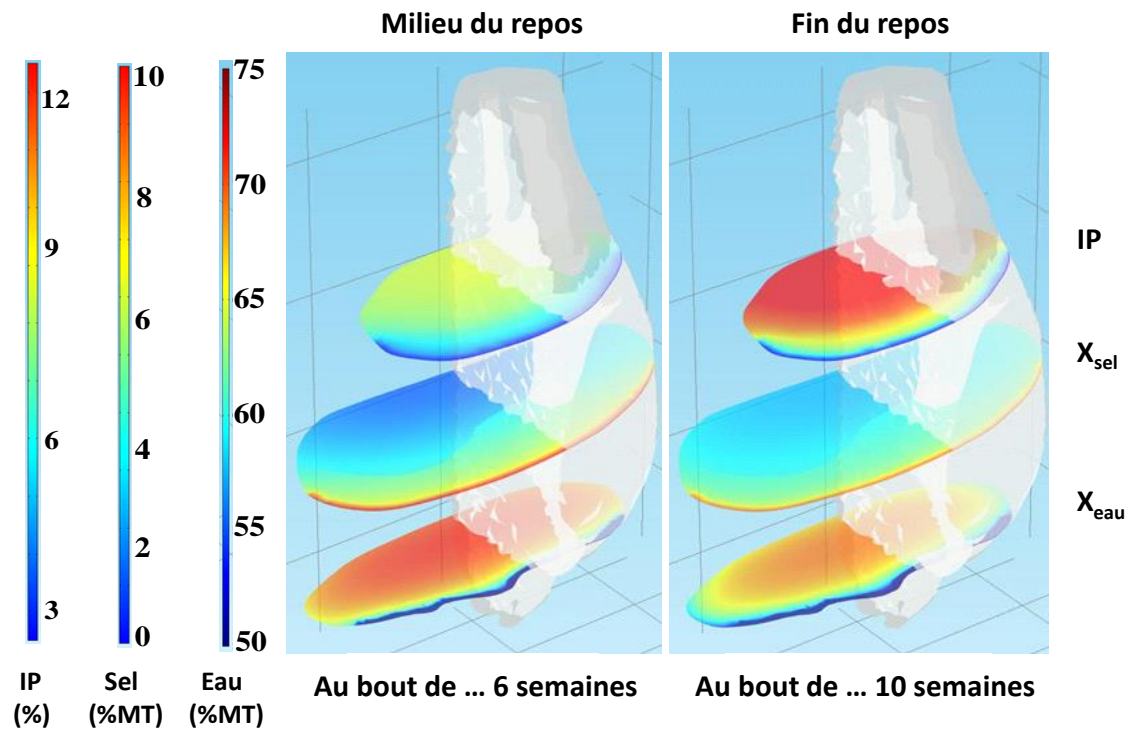 Milieu du repos
Fin du repos
12
9
6
3
10
8
6
4
2
0
75
70
65
60
55
50
IP
X_sel
X_eau
IP
(%)
Sel
(%MT)
Eau
(%MT)
Au bout de ... 6 semaines
Au bout de ... 10 semaines